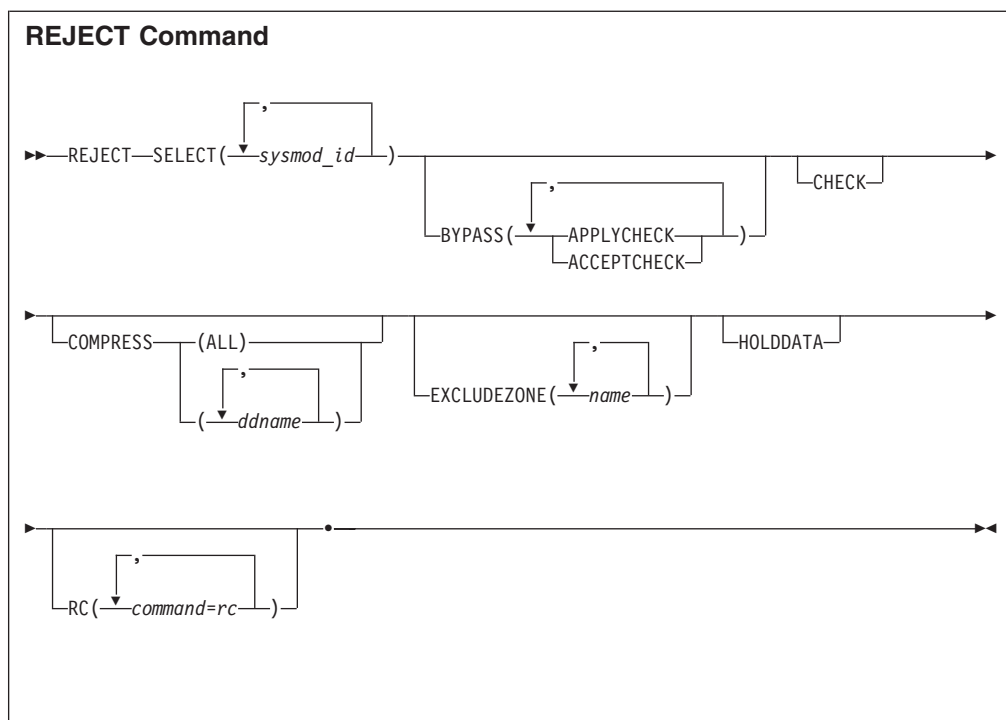 REJECT Command
,
REJECT SELECT( sysmod_id )
CHECK
,
BYPASS( APPLYCHECK )
ACCEPTCHECK
COMPRESS (ALL)
,
( ddname )
,
EXCLUDEZONE( name )
HOLDDATA
.
,
RC( command=rc )